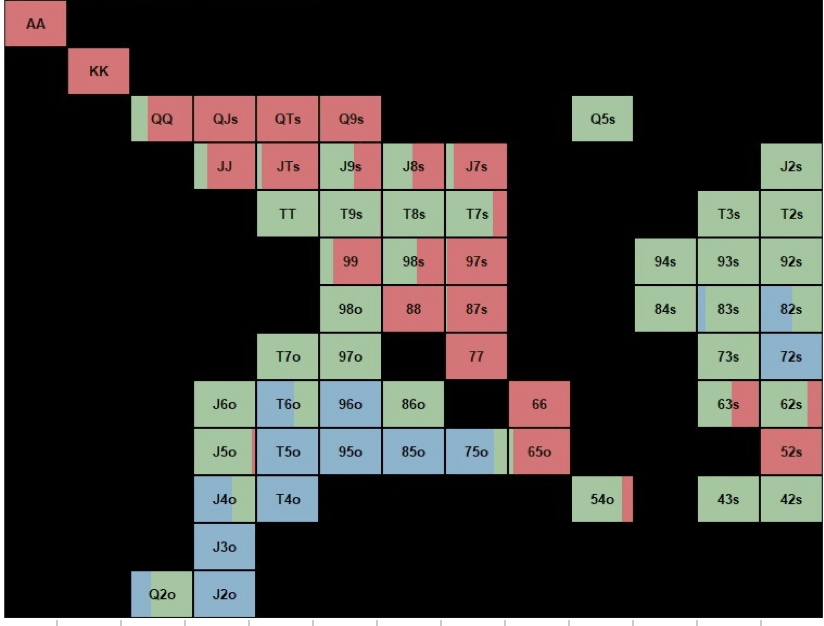 AA
KK
QQ QJs QTs Q9s Q5s
JJ JTs J9s J8s J7s J2s
TT T9s T8s T7s T3s T2s
99 98s 97s 94s 93s 92s
98o 88 87s 84s 83s 82s
T7o 97o 77 73s 72s
J6o T6o 96o 86o 66 63s 62s
J5o T5o 95o 85o 75o 65o 52s
J4o T4o 54o 43s 42s
J3o
Q2o J2o